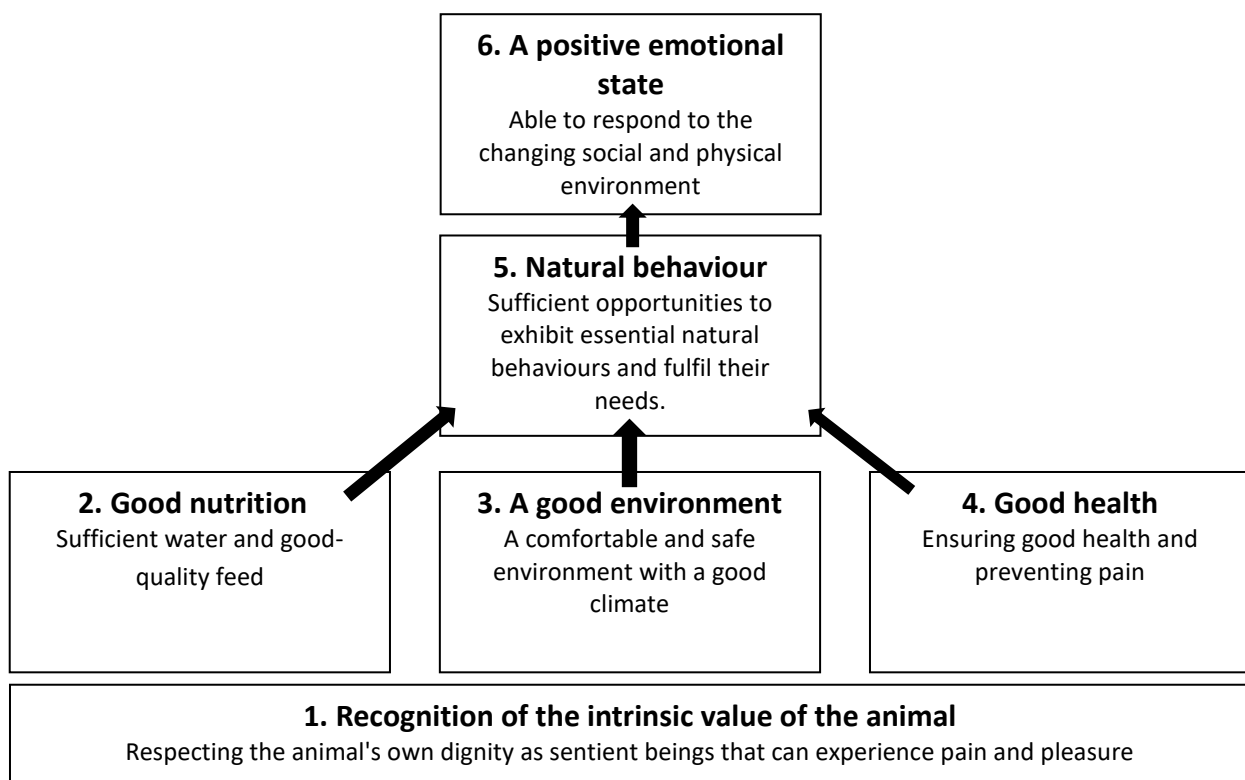 6. A positive emotional
state
Able to respond to the
changing social and physical
environment
5. Natural behaviour
Sufficient opportunities to
exhibit essential natural
behaviours and fulfil their
needs.
2. Good nutrition
Sufficient water and good-
quality feed
3. A good environment
A comfortable and safe
environment with a good
climate
4. Good health
Ensuring good health and
preventing pain
1. Recognition of the intrinsic value of the animal
Respecting the animal's own dignity as sentient beings that can experience pain and pleasure